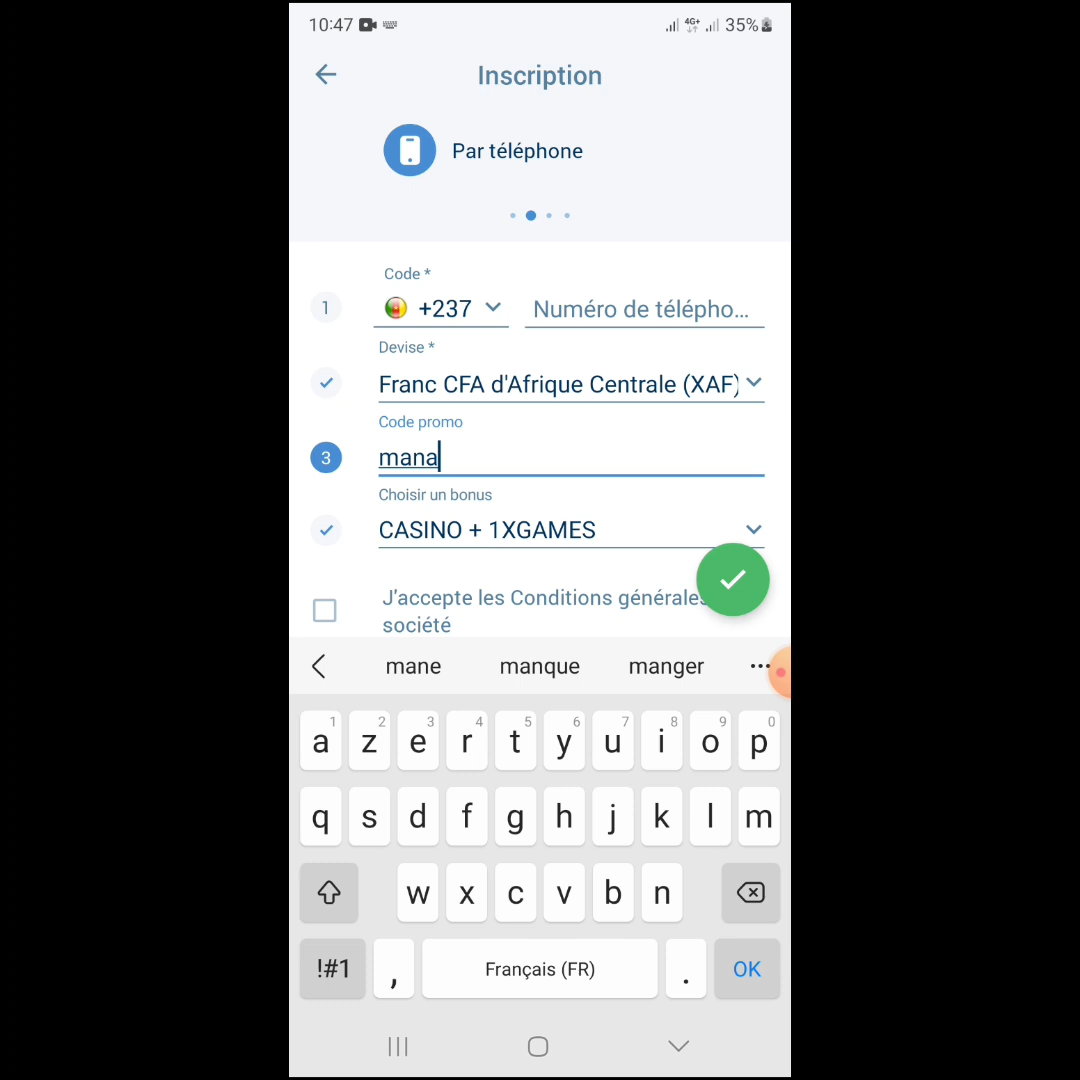 10:47 4G+ 35%
Inscription
Par téléphone
Code *
1 +237 Numéro de télépho...
Devise *
Franc CFA d'Afrique Centrale (XAF)
Code promo
3 mana
Choisir un bonus
CASINO + 1XGAMES
J'accepte les Conditions générales
société
mane manque manger ...
1 2 3 4 5 6 7 8 9 0
a z e r t y u i o p
q s d f g h j k l m
w x c v b n
!#1 , Français (FR) . OK